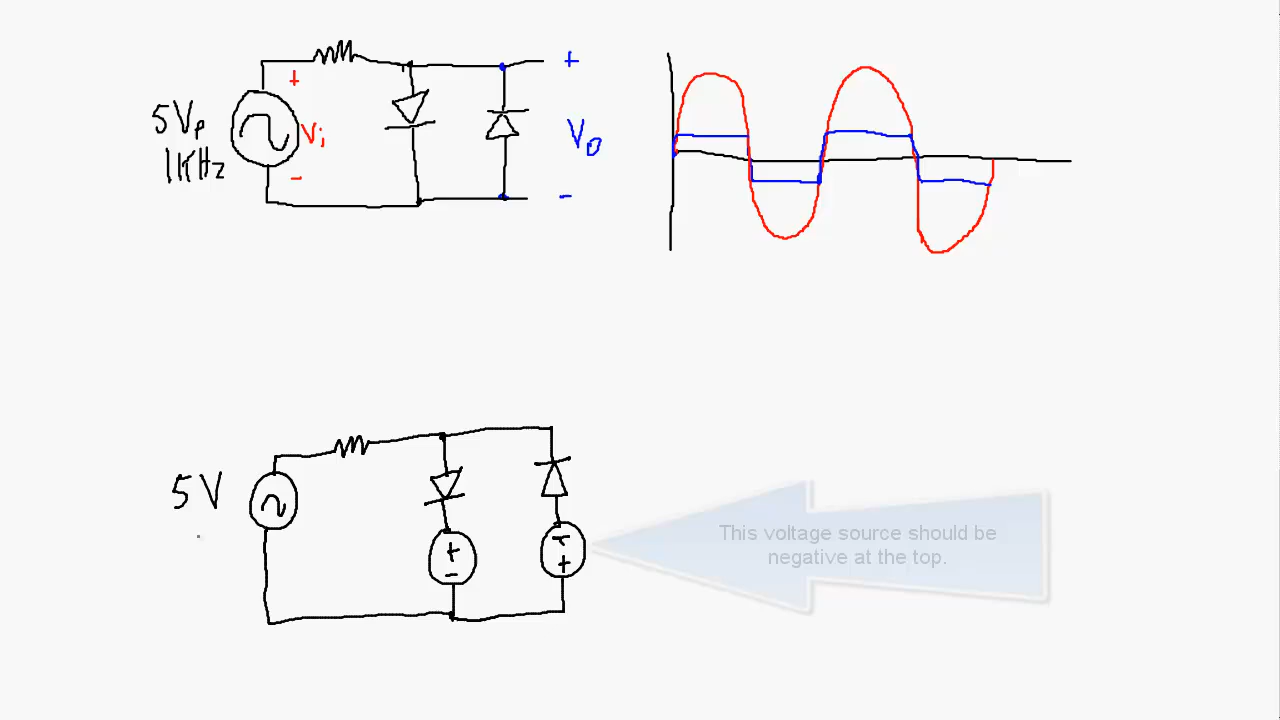 +
+
5Vp
Vi
VO
1KHz
-
-
5V
+
-
-
+
This voltage source should be
negative at the top.